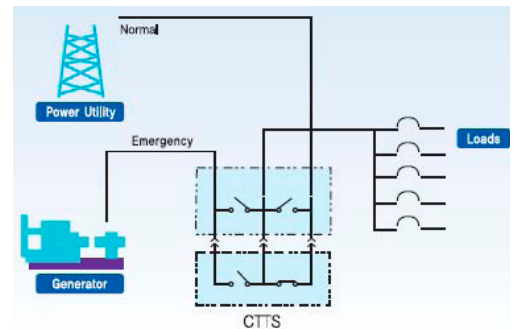 Normal
Power Utility
Emergency
Loads
Generator
CTTS